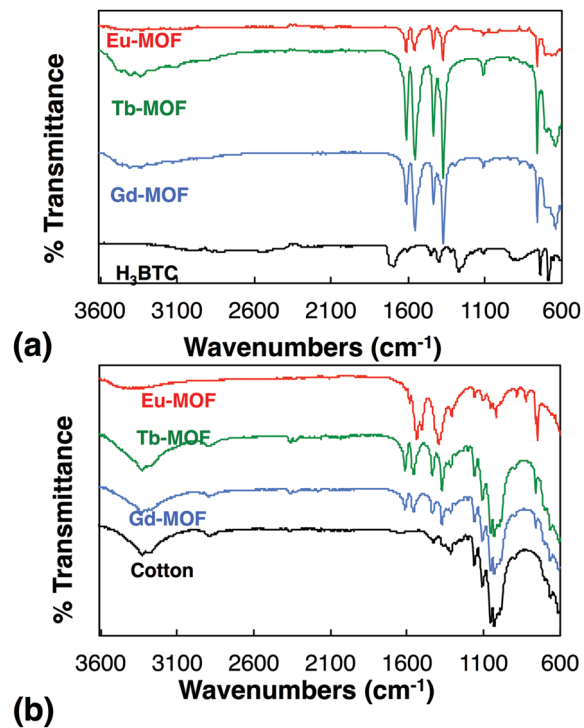 % Transmittance
Eu-MOF
Tb-MOF
Gd-MOF
H₃BTC
3600 3100 2600 2100 1600 1100 600
Wavenumbers (cm⁻¹)
(a)
% Transmittance
Eu-MOF
Tb-MOF
Gd-MOF
Cotton
3600 3100 2600 2100 1600 1100 600
Wavenumbers (cm⁻¹)
(b)